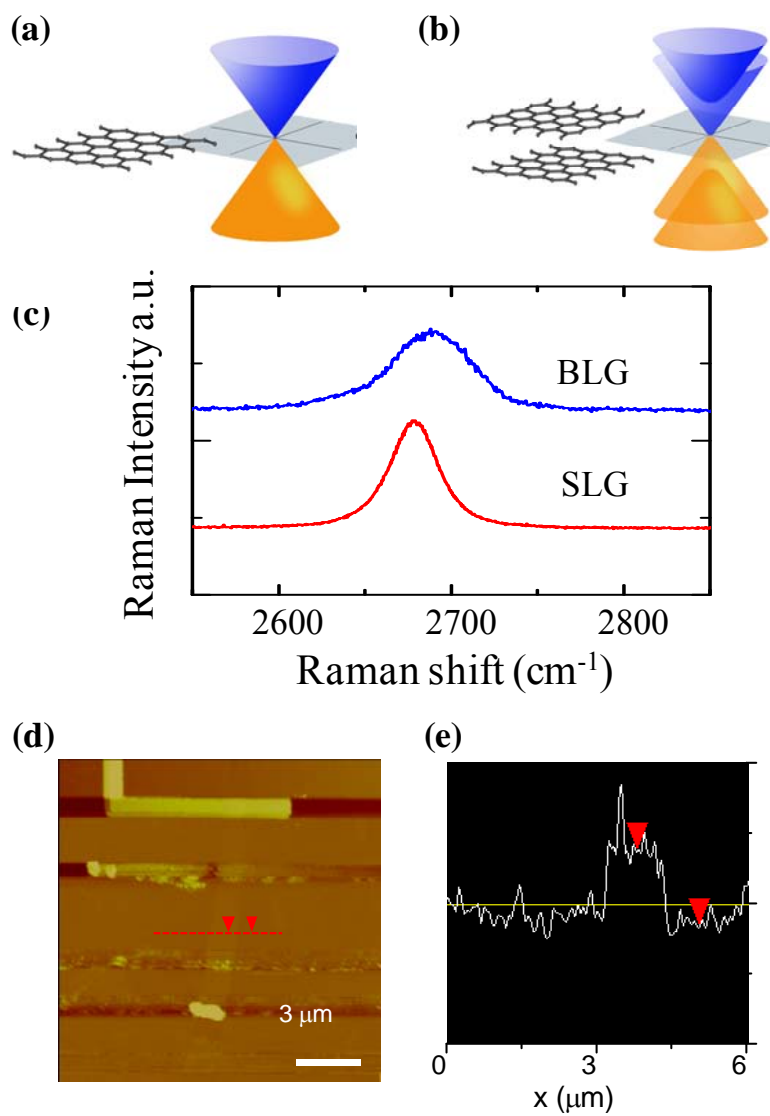 (a)
(b)
(c)
Raman Intensity a.u.
BLG
SLG
2600 2700 2800
Raman shift (cm⁻¹)
(d)
(e)
3 μm
0 3 6
x (μm)